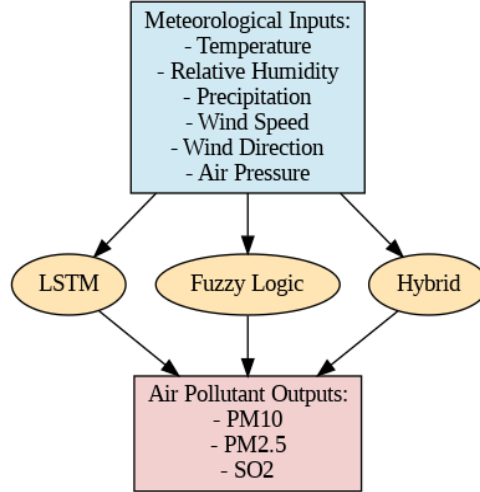 Meteorological Inputs:
- Temperature
- Relative Humidity
- Precipitation
- Wind Speed
- Wind Direction
- Air Pressure
LSTM
Fuzzy Logic
Hybrid
Air Pollutant Outputs:
- PM10
- PM2.5
- SO2